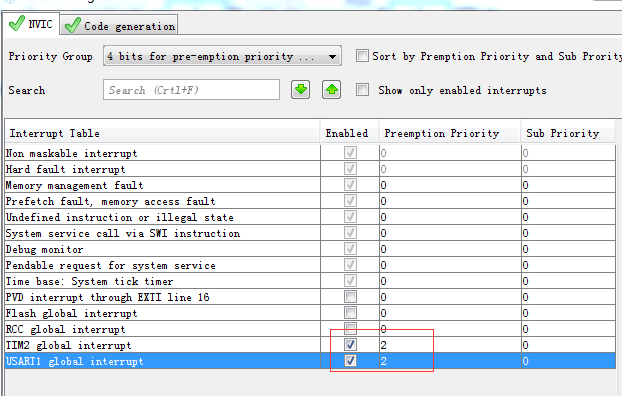 NVIC Code generation
Priority Group 4 bits for pre-emption priority ... Sort by Premption Priority and Sub Prority
Search Search (Crtl+F) Show only enabled interrupts
Interrupt Table Enabled Preemption Priority Sub Priority
Non maskable interrupt 0 0
Hard fault interrupt 0 0
Memory management fault 0 0
Prefetch fault, memory access fault 0 0
Undefined instruction or illegal state 0 0
System service call via SWI instruction 0 0
Debug monitor 0 0
Pendable request for system service 0 0
Time base: System tick timer 0 0
PVD interrupt through EXTI line 16 0 0
Flash global interrupt 0 0
RCC global interrupt 0 0
TIM2 global interrupt 2 0
USART1 global interrupt 2 0